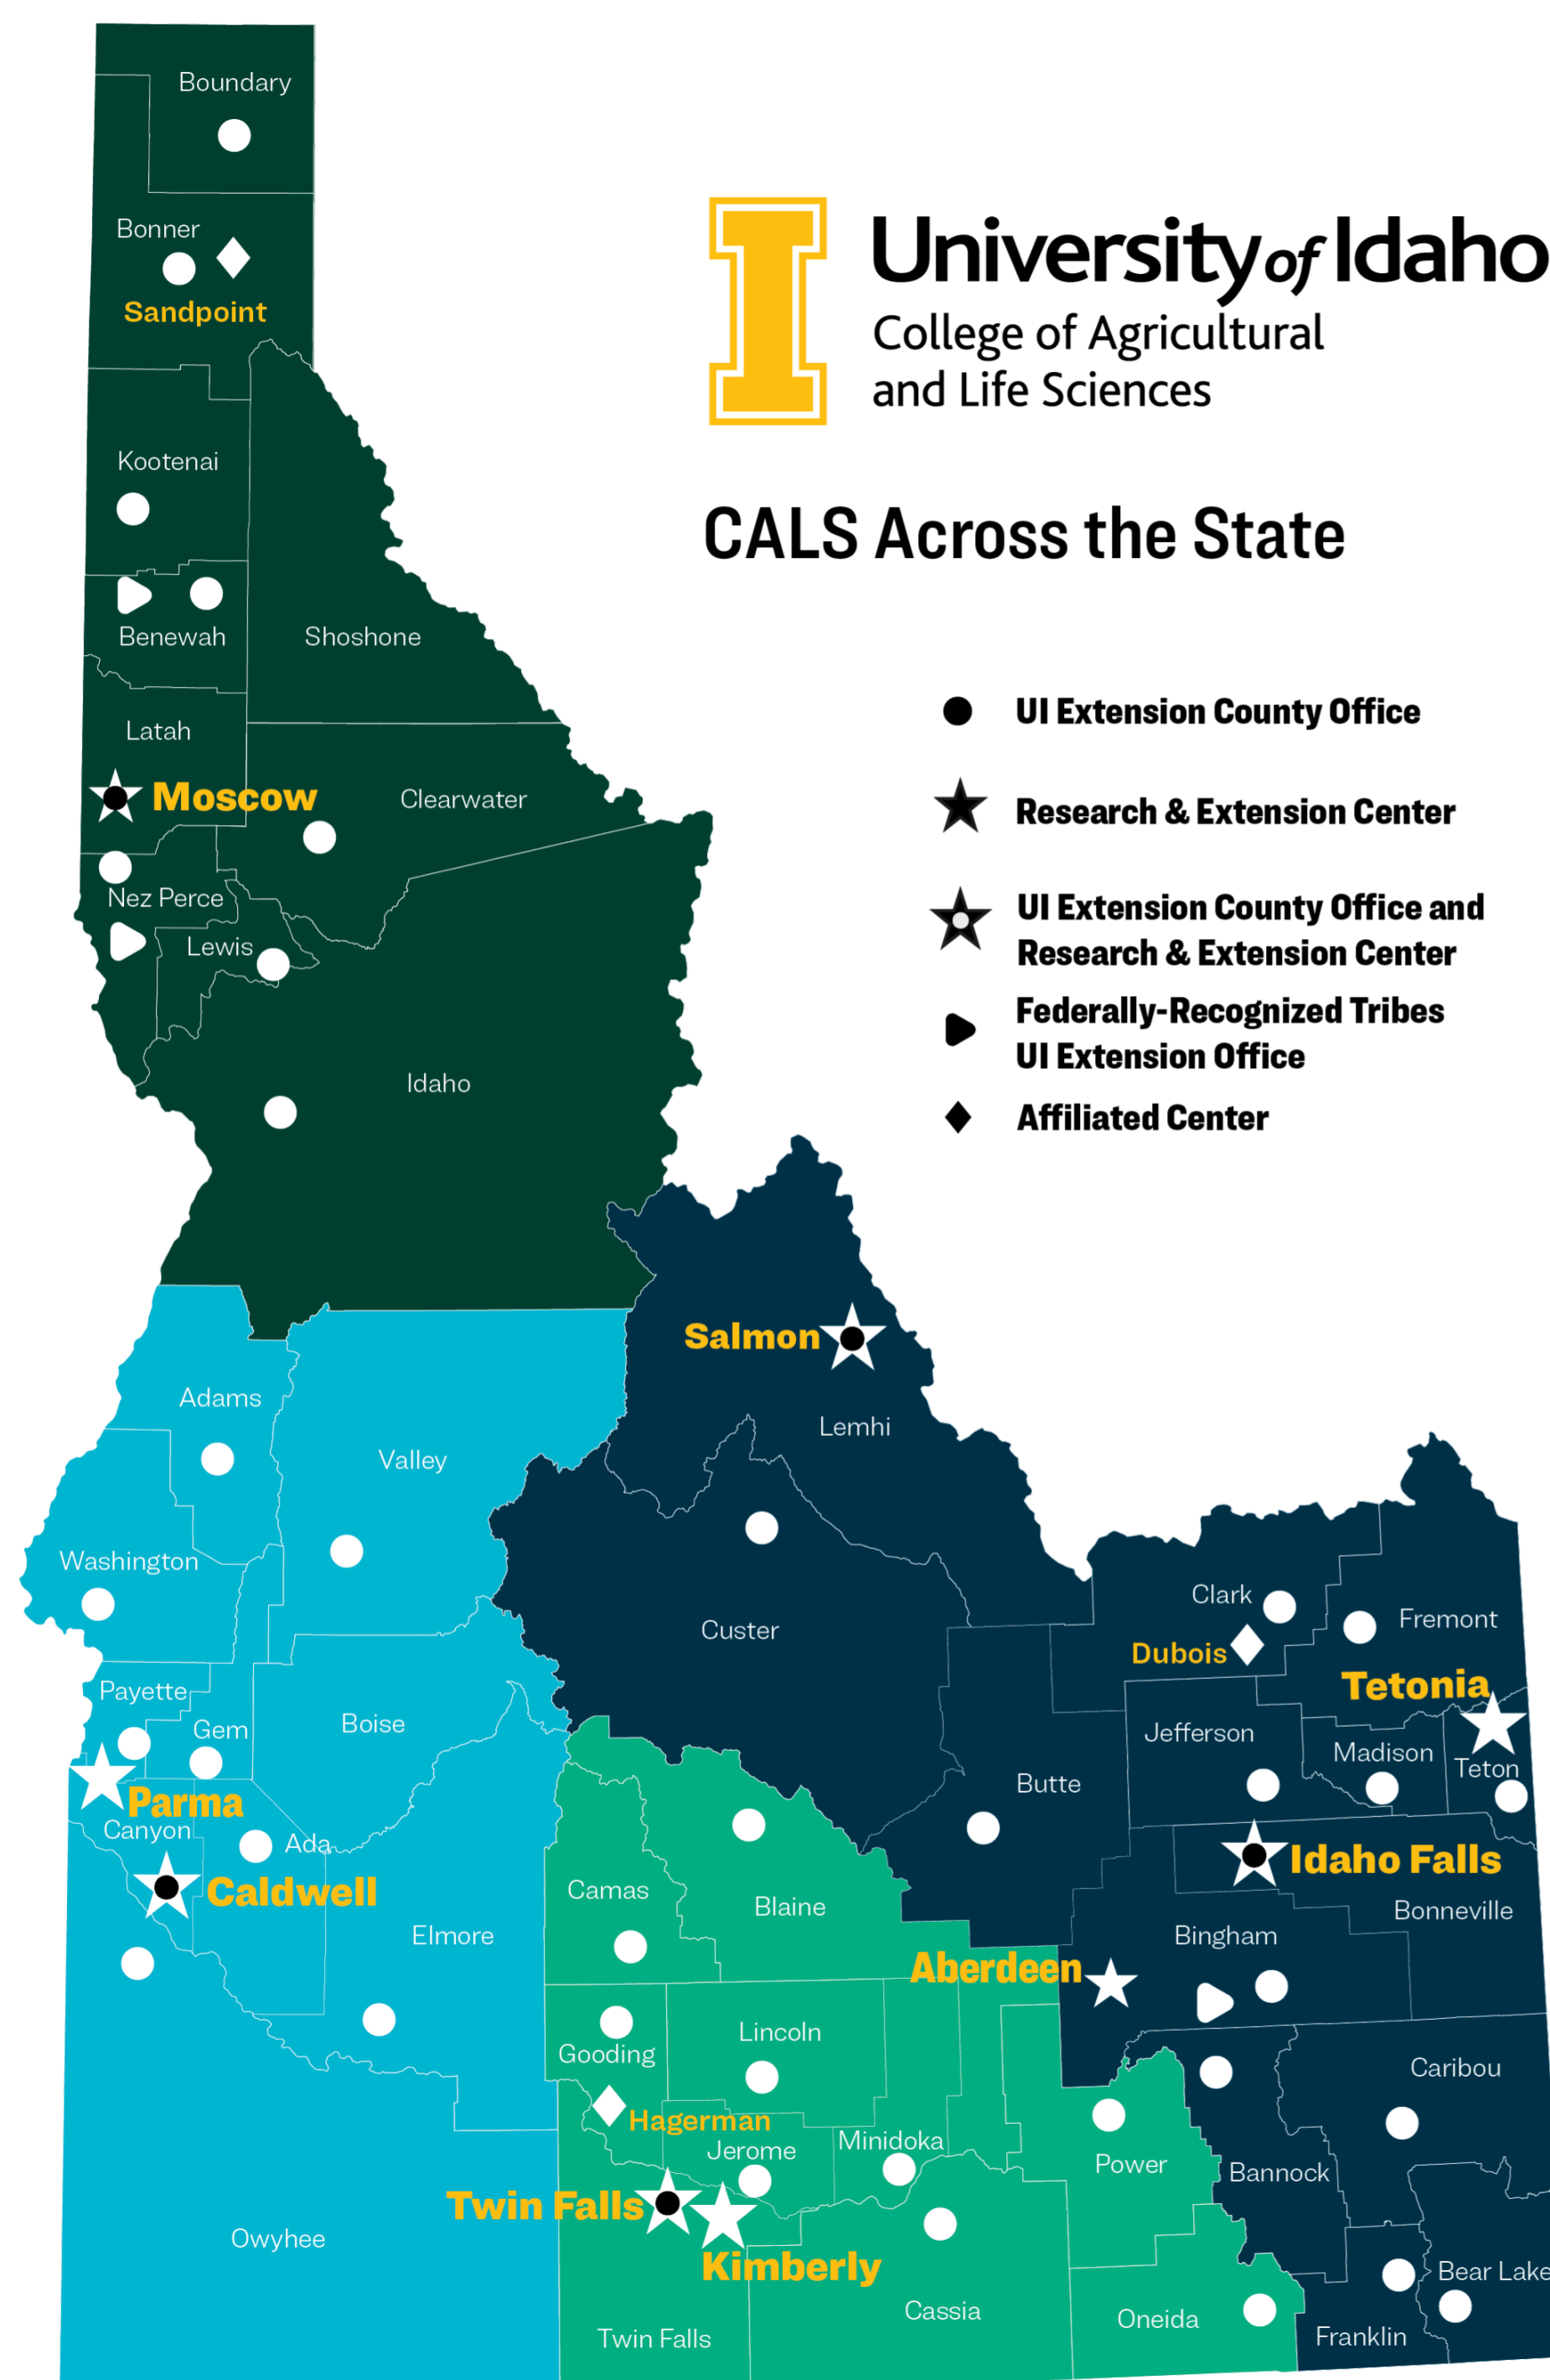 Boundary
Bonner
Sandpoint
University of Idaho
College of Agricultural
and Life Sciences
Kootenai
CALS Across the State
Benewah
Shoshone
Latah
UI Extension County Office
Moscow
Clearwater
Research & Extension Center
Nez Perce
Lewis
UI Extension County Office and
Research & Extension Center
Federally-Recognized Tribes
UI Extension Office
Idaho
Affiliated Center
Salmon
Adams
Lemhi
Valley
Washington
Clark
Fremont
Custer
Dubois
Tetonia
Payette
Gem
Boise
Jefferson
Madison
Teton
Butte
Parma
Canyon
Ada
Idaho Falls
Caldwell
Camas
Blaine
Bonneville
Elmore
Bingham
Aberdeen
Lincoln
Gooding
Caribou
Hagerman
Jerome
Minidoka
Power
Bannock
Twin Falls
Owyhee
Kimberly
Bear Lake
Cassia
Oneida
Twin Falls
Franklin